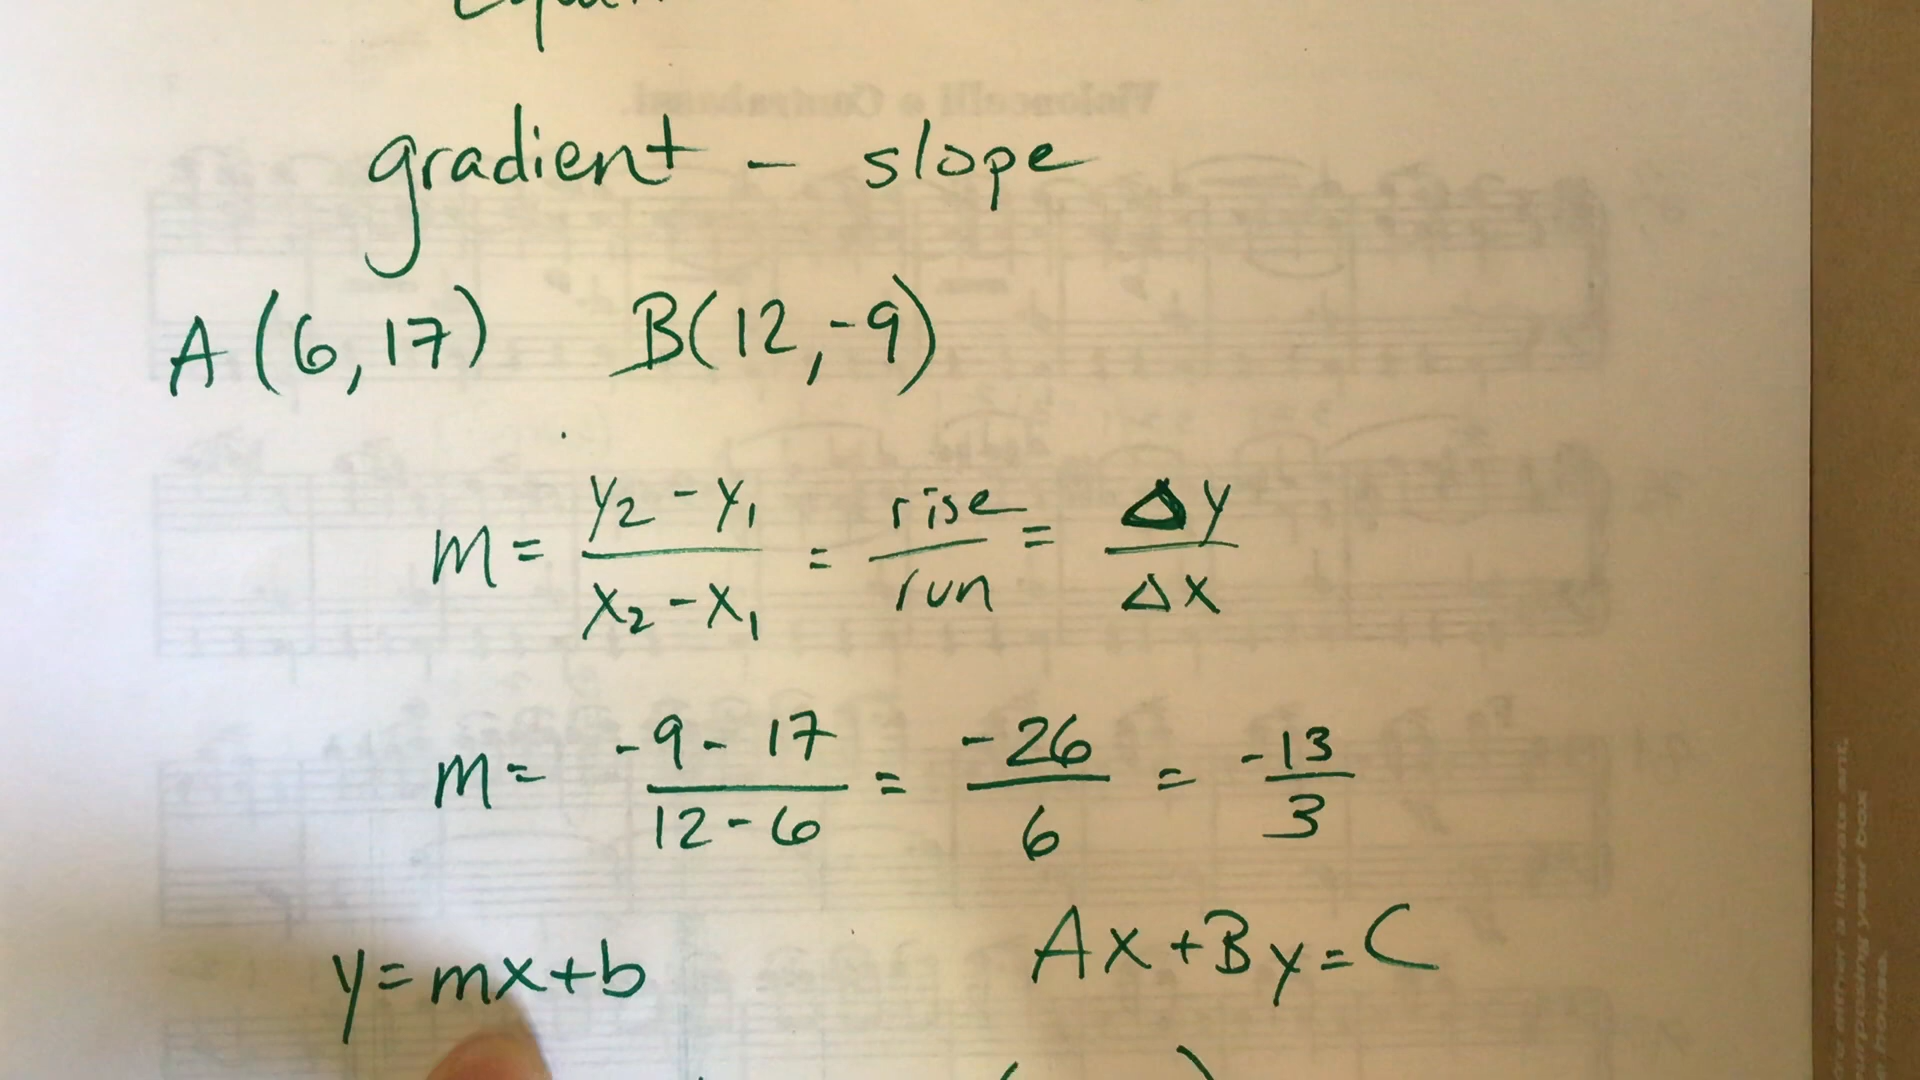 gradient - slope
A (6, 17) B(12, -9)
m = y₂ - y₁ / x₂ - x₁ = rise / run = Δy / Δx
m = -9 - 17 / 12 - 6 = -26 / 6 = -13 / 3
y = mx + b Ax + By = C